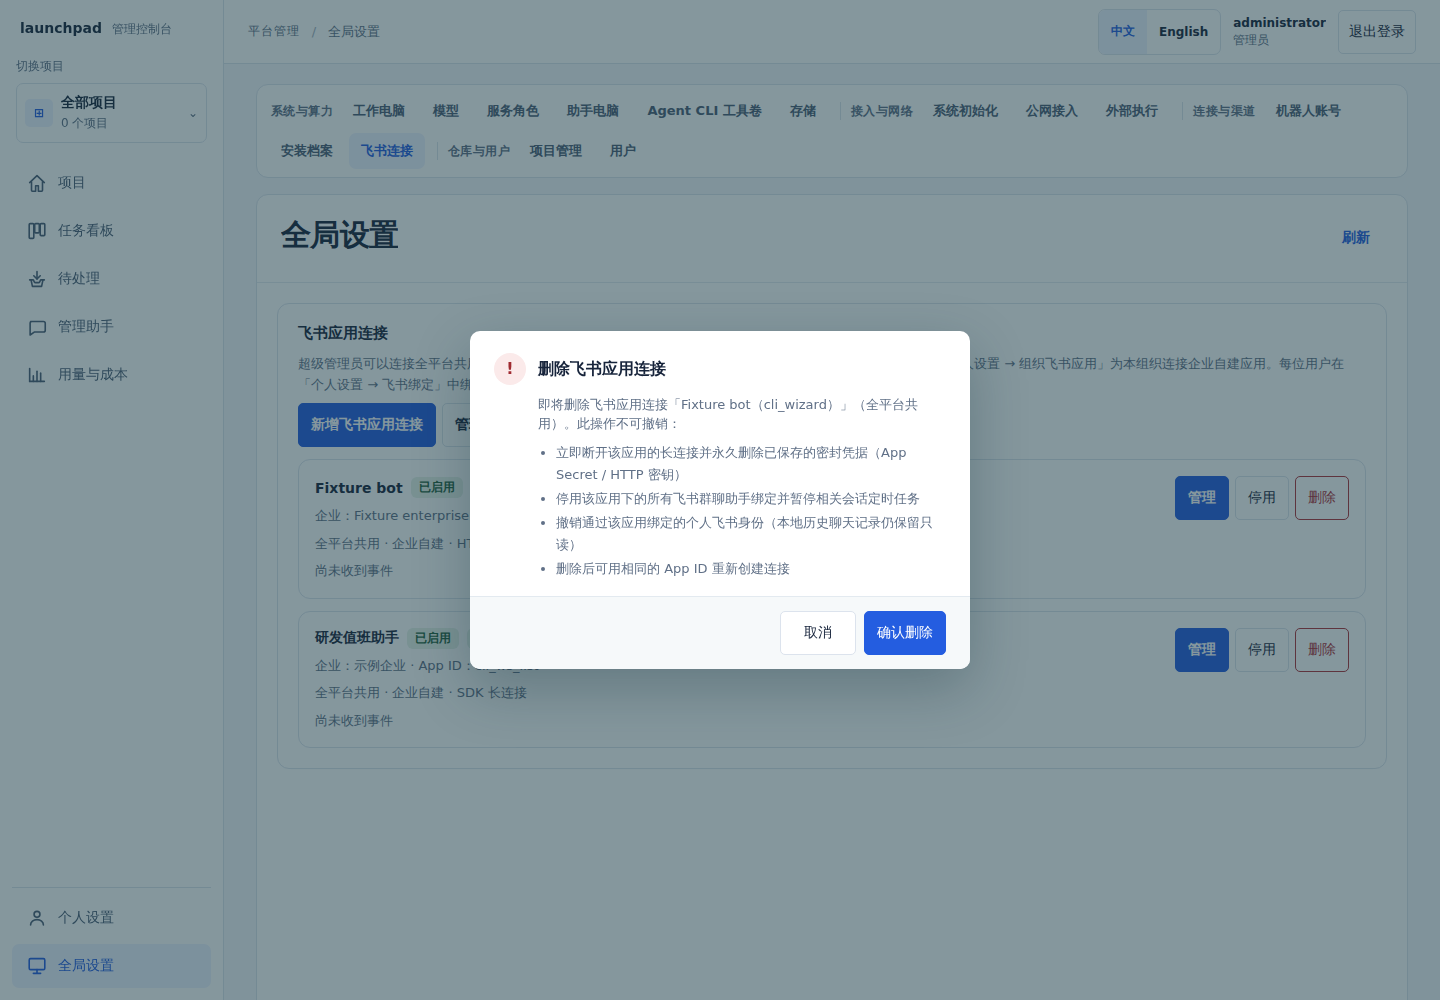 launchpad 管理控制台
切换项目
全部项目
0 个项目
项目
任务看板
待处理
管理助手
用量与成本
个人设置
全局设置
平台管理 / 全局设置
中文 English
administrator
管理员
退出登录
系统与算力 工作电脑 模型 服务角色 助手电脑 Agent CLI 工具卷 存储 接入与网络 系统初始化 公网接入 外部执行 连接与渠道 机器人账号
安装档案 飞书连接 仓库与用户 项目管理 用户
全局设置
刷新
飞书应用连接
超级管理员可以连接全平台共 设置 → 组织飞书应用」为本组织连接企业自建应用。每位用户在
「个人设置 → 飞书绑定」中绑
新增飞书应用连接
Fixture bot 已启用
管理 停用 删除
企业：Fixture enterprise
全平台共用 · 企业自建 ·
尚未收到事件
研发值班助手 已启用
管理 停用 删除
企业：示例企业 · App ID：
全平台共用 · 企业自建 · SDK 长连接
尚未收到事件
!
删除飞书应用连接
即将删除飞书应用连接「Fixture bot（cli_wizard）」（全平台共
用）。此操作不可撤销：
• 立即断开该应用的长连接并永久删除已保存的密封凭据（App
Secret / HTTP 密钥）
• 停用该应用下的所有飞书群聊助手绑定并暂停相关会话定时任务
• 撤销通过该应用绑定的个人飞书身份（本地历史聊天记录仍保留只
读）
• 删除后可用相同的 App ID 重新创建连接
取消 确认删除